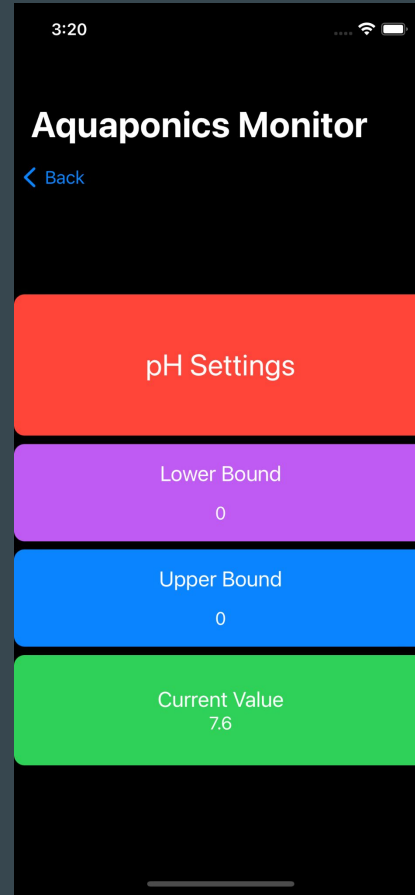 3:20
Aquaponics Monitor
Back
pH Settings
Lower Bound
0
Upper Bound
0
Current Value
7.6